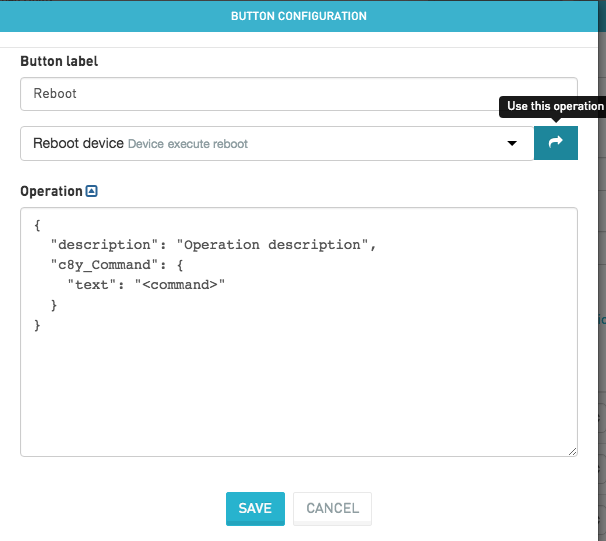 BUTTON CONFIGURATION
Button label
Reboot
Use this operation
Reboot device Device execute reboot
Operation
{
  "description": "Operation description",
  "c8y_Command": {
    "text": "<command>"
  }
}
SAVE CANCEL